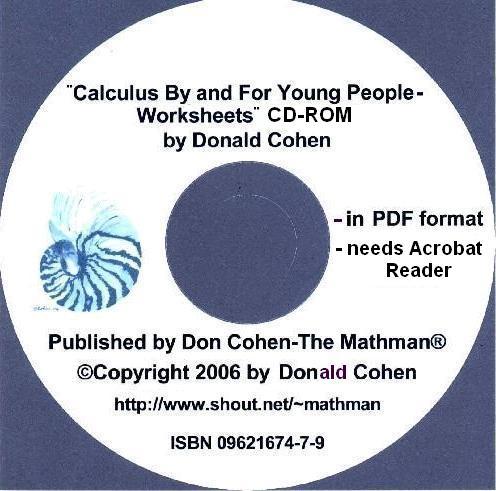 "Calculus By and For Young People-
Worksheets" CD-ROM
by Donald Cohen
-in PDF format
-needs Acrobat
Reader
Published by Don Cohen-The Mathman®
©Copyright 2006 by Donald Cohen
http://www.shout.net/~mathman
ISBN 09621674-7-9